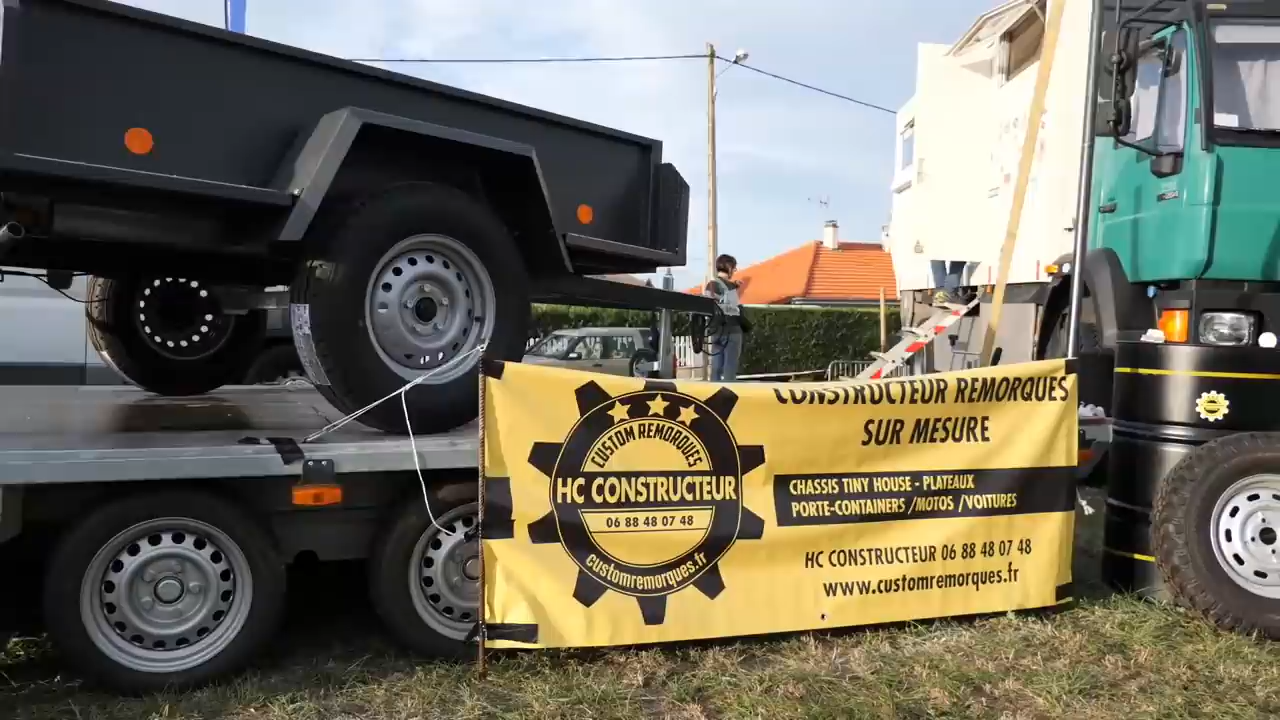 CUSTOM REMORQUES
HC CONSTRUCTEUR
06 88 48 07 48
customremorques.fr
CONSTRUCTEUR REMORQUES
SUR MESURE
CHASSIS TINY HOUSE - PLATEAUX
PORTE-CONTAINERS /MOTOS /VOITURES
HC CONSTRUCTEUR 06 88 48 07 48
www.customremorques.fr